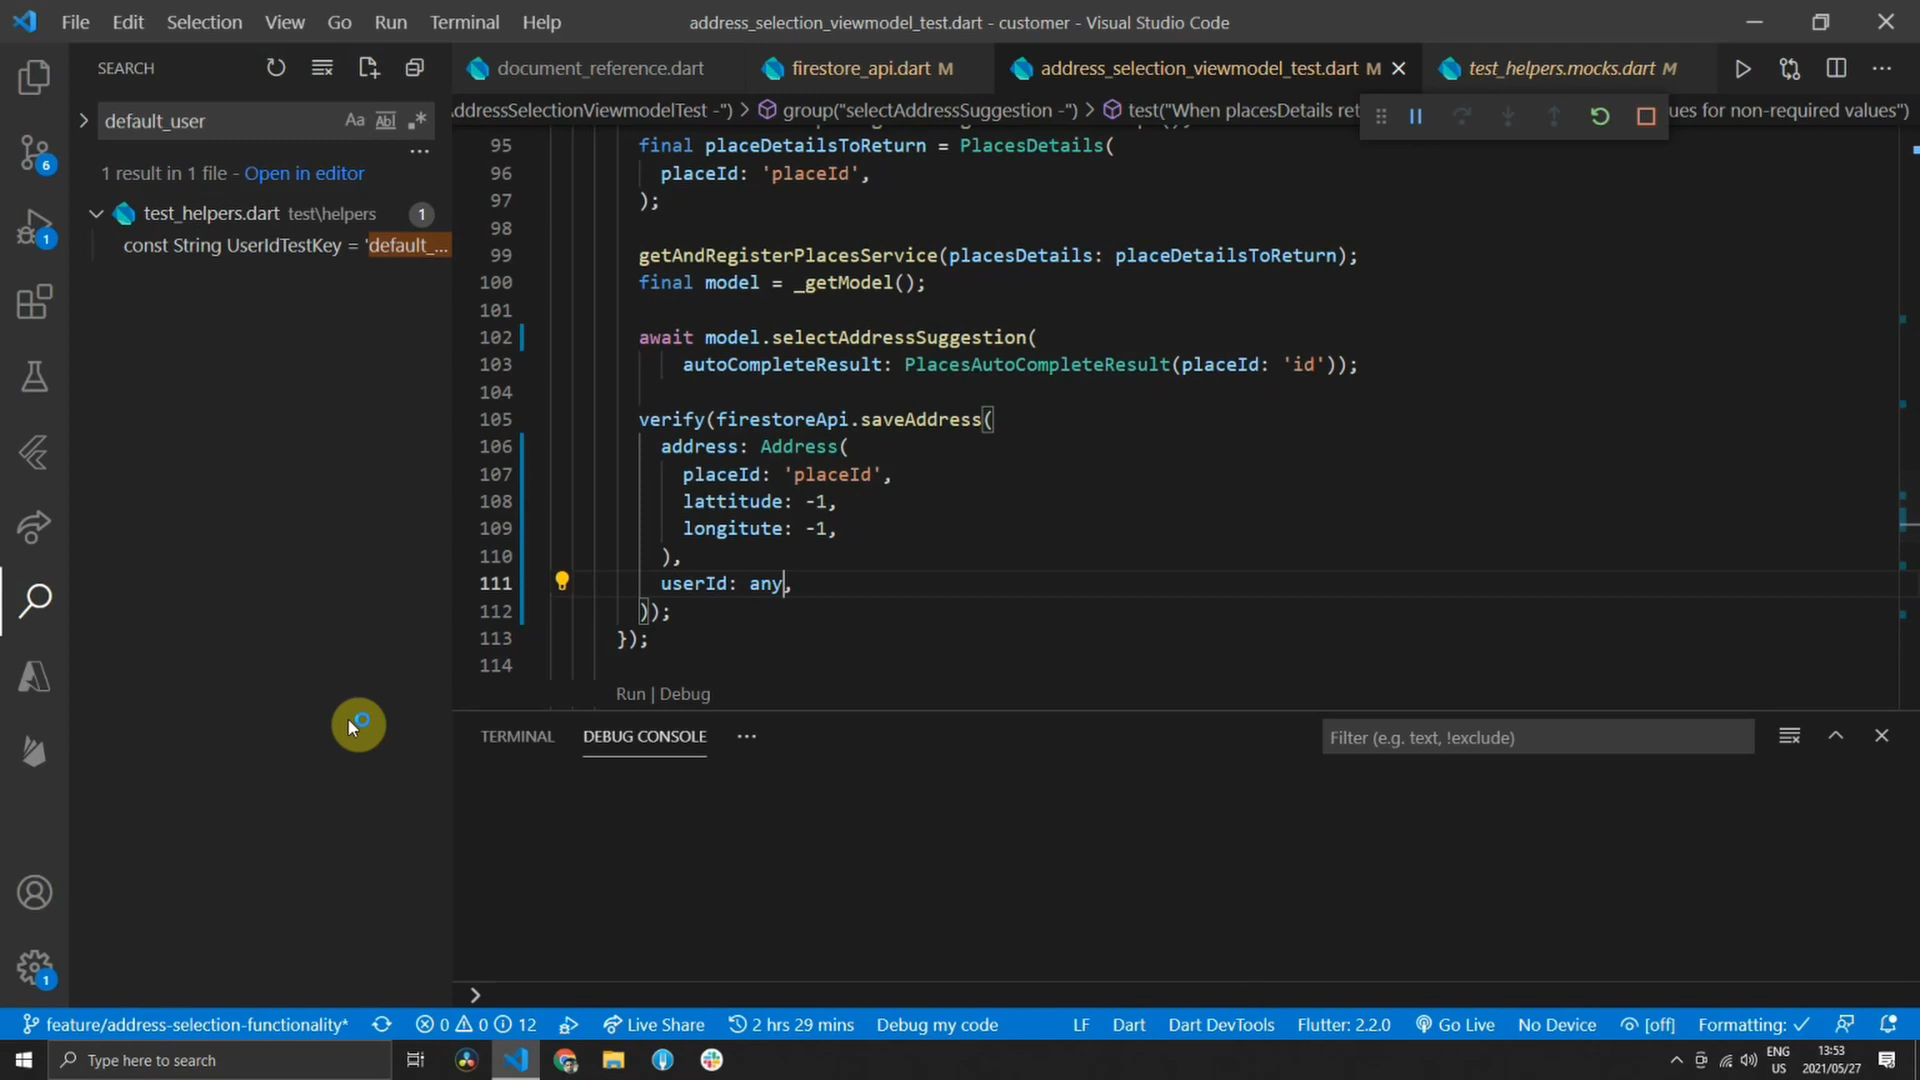 File Edit Selection View Go Run Terminal Help
address_selection_viewmodel_test.dart - customer - Visual Studio Code
SEARCH
document_reference.dart
firestore_api.dart M
address_selection_viewmodel_test.dart M
test_helpers.mocks.dart M
default_user
Aa
1 result in 1 file - Open in editor
test_helpers.dart test\helpers 1
const String UserIdTestKey = 'default_...
6
1
1
AddressSelectionViewmodelTest -") > group("selectAddressSuggestion -") > test("When placesDetails ret
ues for non-required values")
95 final placeDetailsToReturn = PlacesDetails(
96 placeId: 'placeId',
97 );
98
99 getAndRegisterPlacesService(placesDetails: placeDetailsToReturn);
100 final model = _getModel();
101
102 await model.selectAddressSuggestion(
103 autoCompleteResult: PlacesAutoCompleteResult(placeId: 'id'));
104
105 verify(firestoreApi.saveAddress(
106 address: Address(
107 placeId: 'placeId',
108 lattitude: -1,
109 longitute: -1,
110 ),
111 userId: any,
112 ));
113 });
114
Run | Debug
TERMINAL DEBUG CONSOLE ...
Filter (e.g. text, !exclude)
feature/address-selection-functionality* 0 0 12 Live Share 2 hrs 29 mins Debug my code LF Dart Dart DevTools Flutter: 2.2.0 Go Live No Device [off] Formatting: ✓
Type here to search
ENG
US
13:53
2021/05/27